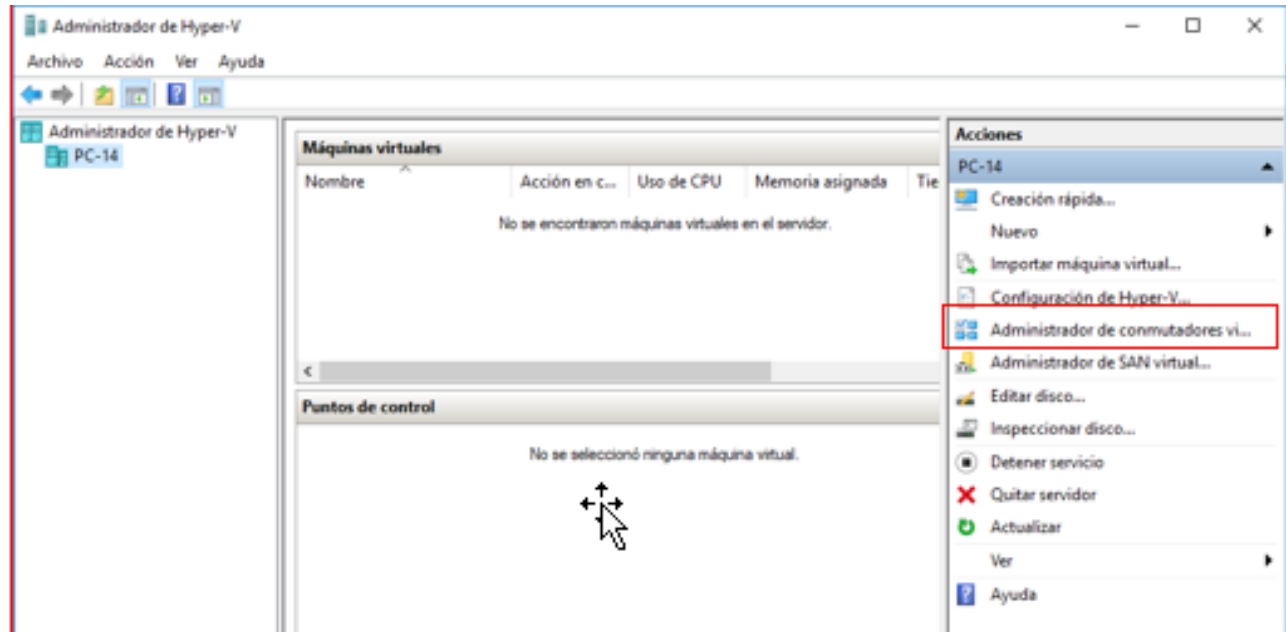 Administrador de Hyper-V
Archivo Acción Ver Ayuda
Administrador de Hyper-V
PC-14
Máquinas virtuales
Nombre Acción en c... Uso de CPU Memoria asignada Tie
No se encontraron máquinas virtuales en el servidor.
Puntos de control
No se seleccionó ninguna máquina virtual.
Acciones
PC-14
Creación rápida...
Nuevo
Importar máquina virtual...
Configuración de Hyper-V...
Administrador de conmutadores vi...
Administrador de SAN virtual...
Editar disco...
Inspeccionar disco...
Detener servicio
Quitar servidor
Actualizar
Ver
Ayuda